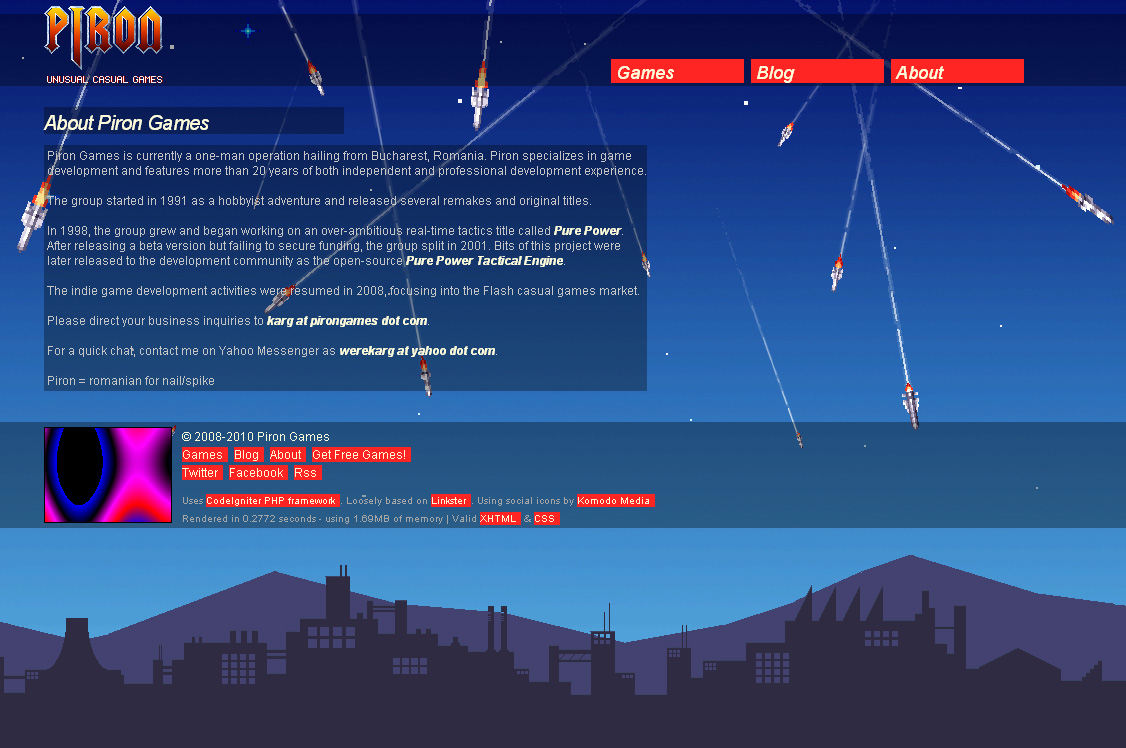 PIRON
UNUSUAL CASUAL GAMES
Games
Blog
About
About Piron Games
Piron Games is currently a one-man operation hailing from Bucharest, Romania. Piron specializes in game
development and features more than 20 years of both independent and professional development experience.
The group started in 1991 as a hobbyist adventure and released several remakes and original titles.
In 1998, the group grew and began working on an over-ambitious real-time tactics title called Pure Power.
After releasing a beta version but failing to secure funding, the group split in 2001. Bits of this project were
later released to the development community as the open-source Pure Power Tactical Engine.
The indie game development activities were resumed in 2008, focusing into the Flash casual games market.
Please direct your business inquiries to karg at pirongames dot com.
For a quick chat, contact me on Yahoo Messenger as werekarg at yahoo dot com.
Piron = romanian for nail/spike
© 2008-2010 Piron Games
Games Blog About Get Free Games!
Twitter Facebook Rss
Uses CodeIgniter PHP framework . Loosely based on Linkster . Using social icons by Komodo Media
Rendered in 0.2772 seconds - using 1.69MB of memory | Valid XHTML & CSS